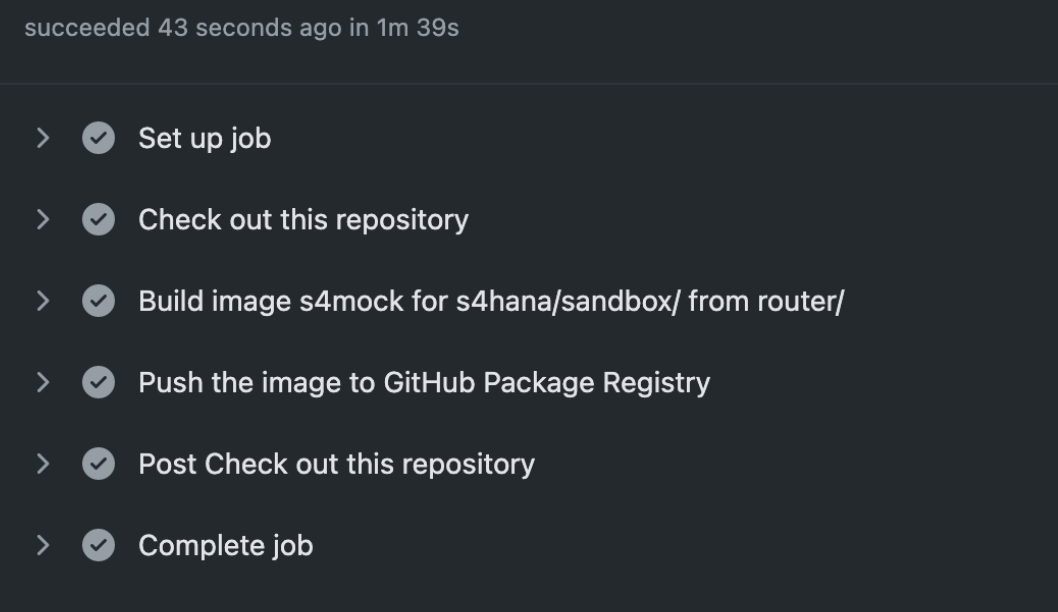 succeeded 43 seconds ago in 1m 39s
Set up job
Check out this repository
Build image s4mock for s4hana/sandbox/ from router/
Push the image to GitHub Package Registry
Post Check out this repository
Complete job